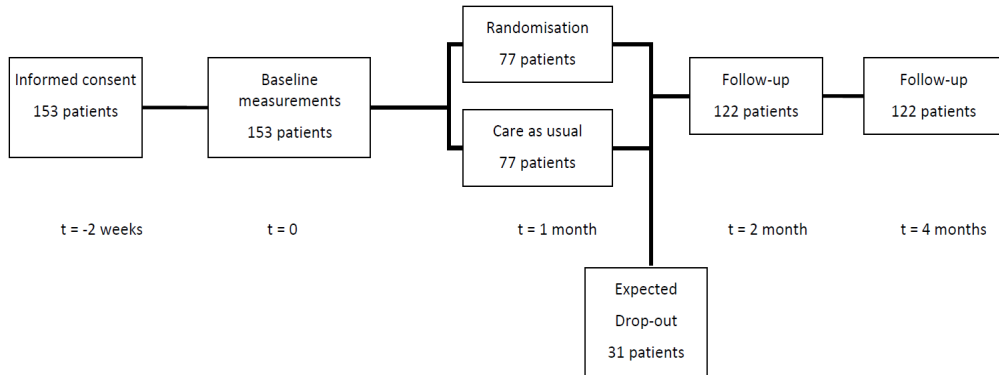 Informed consent
153 patients
Baseline
measurements
153 patients
Randomisation
77 patients
Care as usual
77 patients
Follow-up
122 patients
Follow-up
122 patients
t = -2 weeks
t = 0
t = 1 month
t = 2 month
t = 4 months
Expected
Drop-out
31 patients